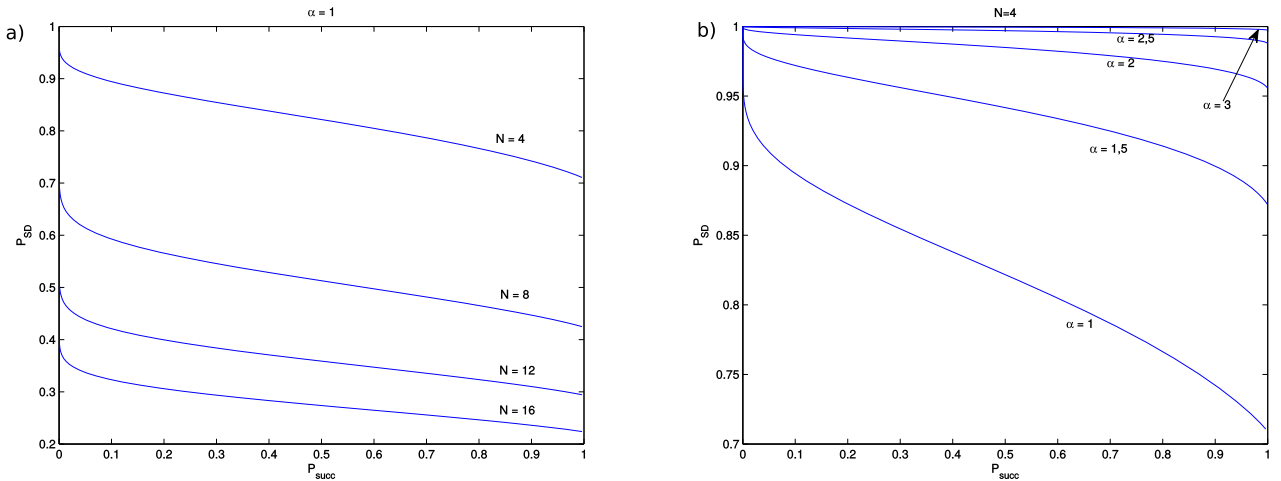 a)
α = 1
1
0.9
0.8
0.7
0.6
0.5
0.4
0.3
0.2
P_SD
N = 4
N = 8
N = 12
N = 16
0 0.1 0.2 0.3 0.4 0.5 0.6 0.7 0.8 0.9 1
P_succ
b)
N=4
1
0.95
0.9
0.85
0.8
0.75
0.7
P_SD
α = 2,5
α = 2
α = 3
α = 1,5
α = 1
0 0.1 0.2 0.3 0.4 0.5 0.6 0.7 0.8 0.9 1
P_succ